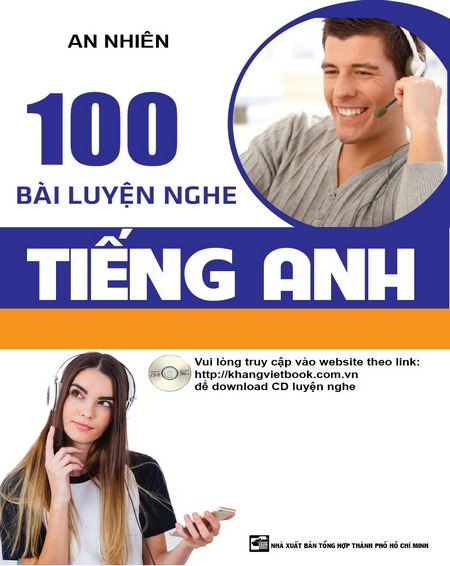 AN NHIÊN
100
BÀI LUYỆN NGHE
TIẾNG ANH
Vui lòng truy cập vào website theo link:
http://khangvietbook.com.vn
để download CD luyện nghe
NHÀ XUẤT BẢN TỔNG HỢP THÀNH PHỐ HỒ CHÍ MINH